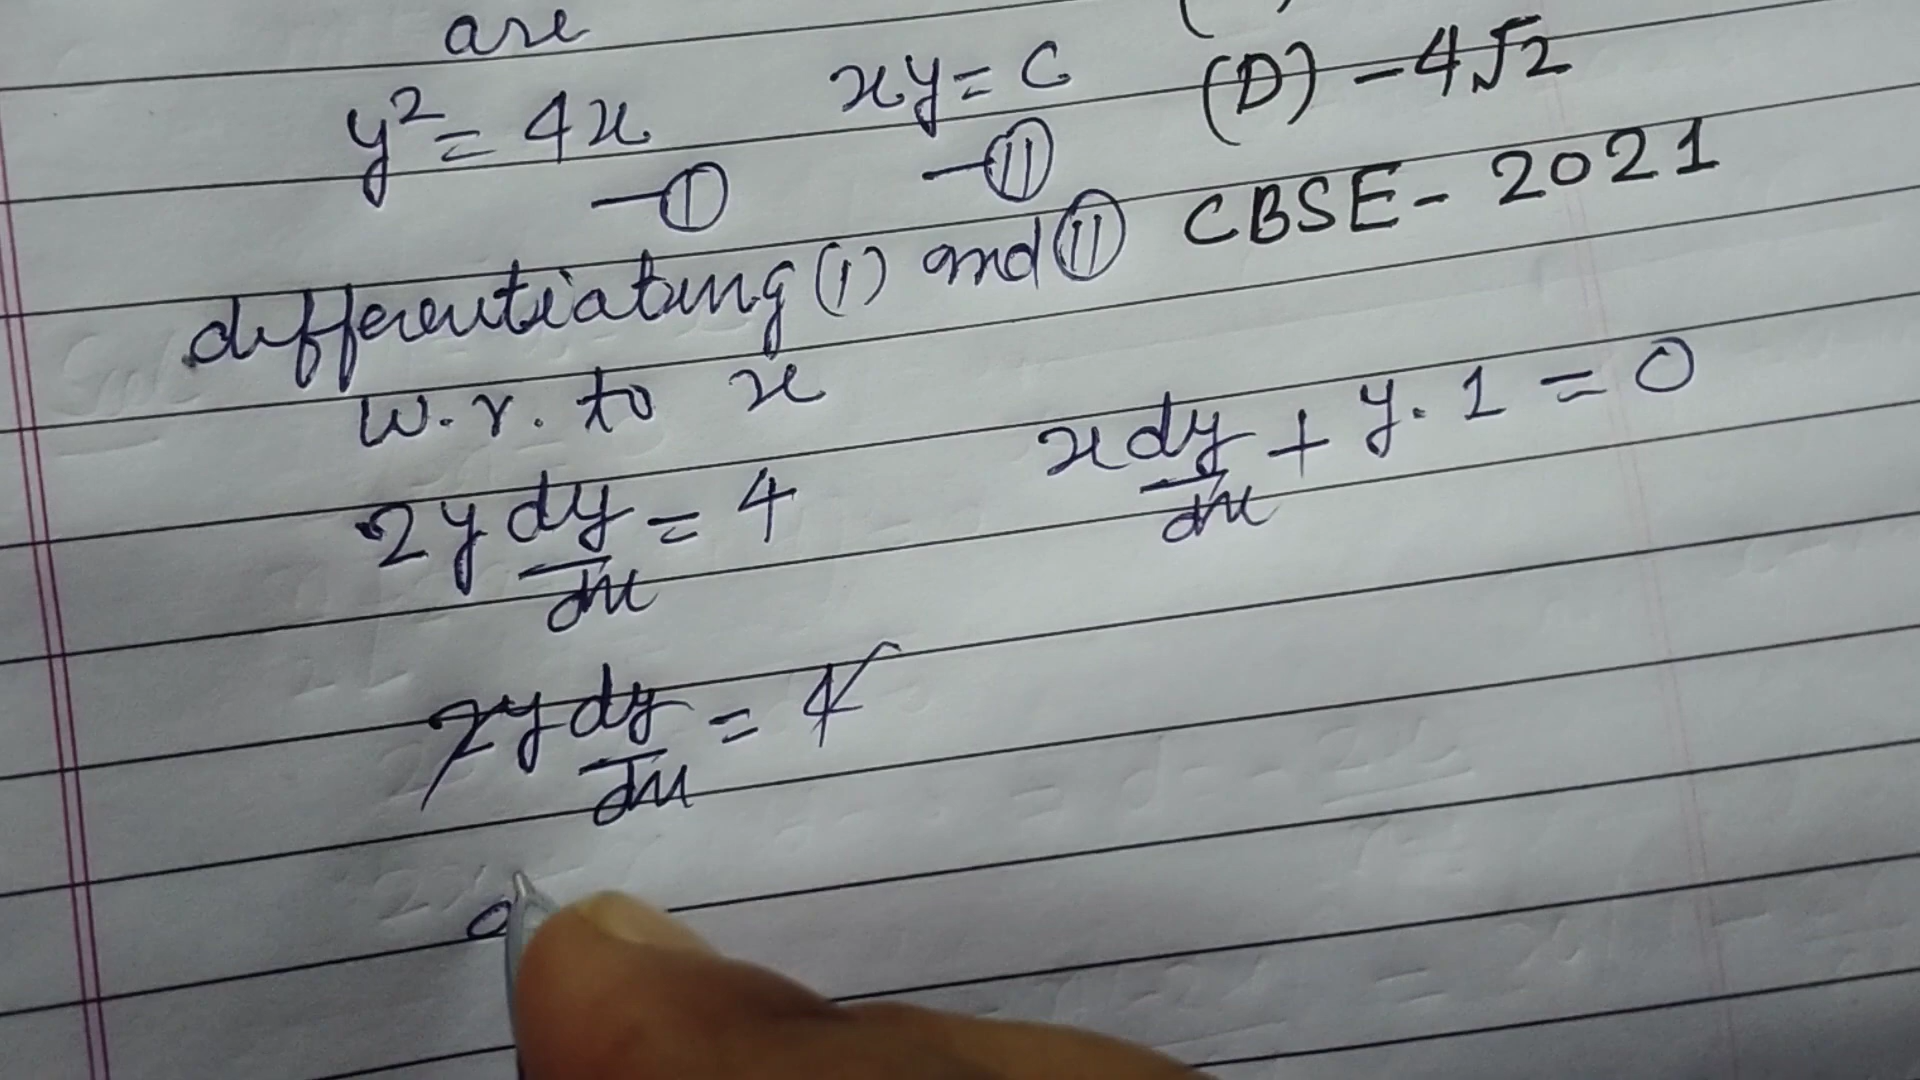 are
y² = 4x    xy = c    (D) -4√2
—(I)    —(II)    CBSE - 2021
differentiating (1) and (II)
w.r. to x
2y dy/dx = 4    x dy/dx + y . 1 = 0
2y dy/dx = 4